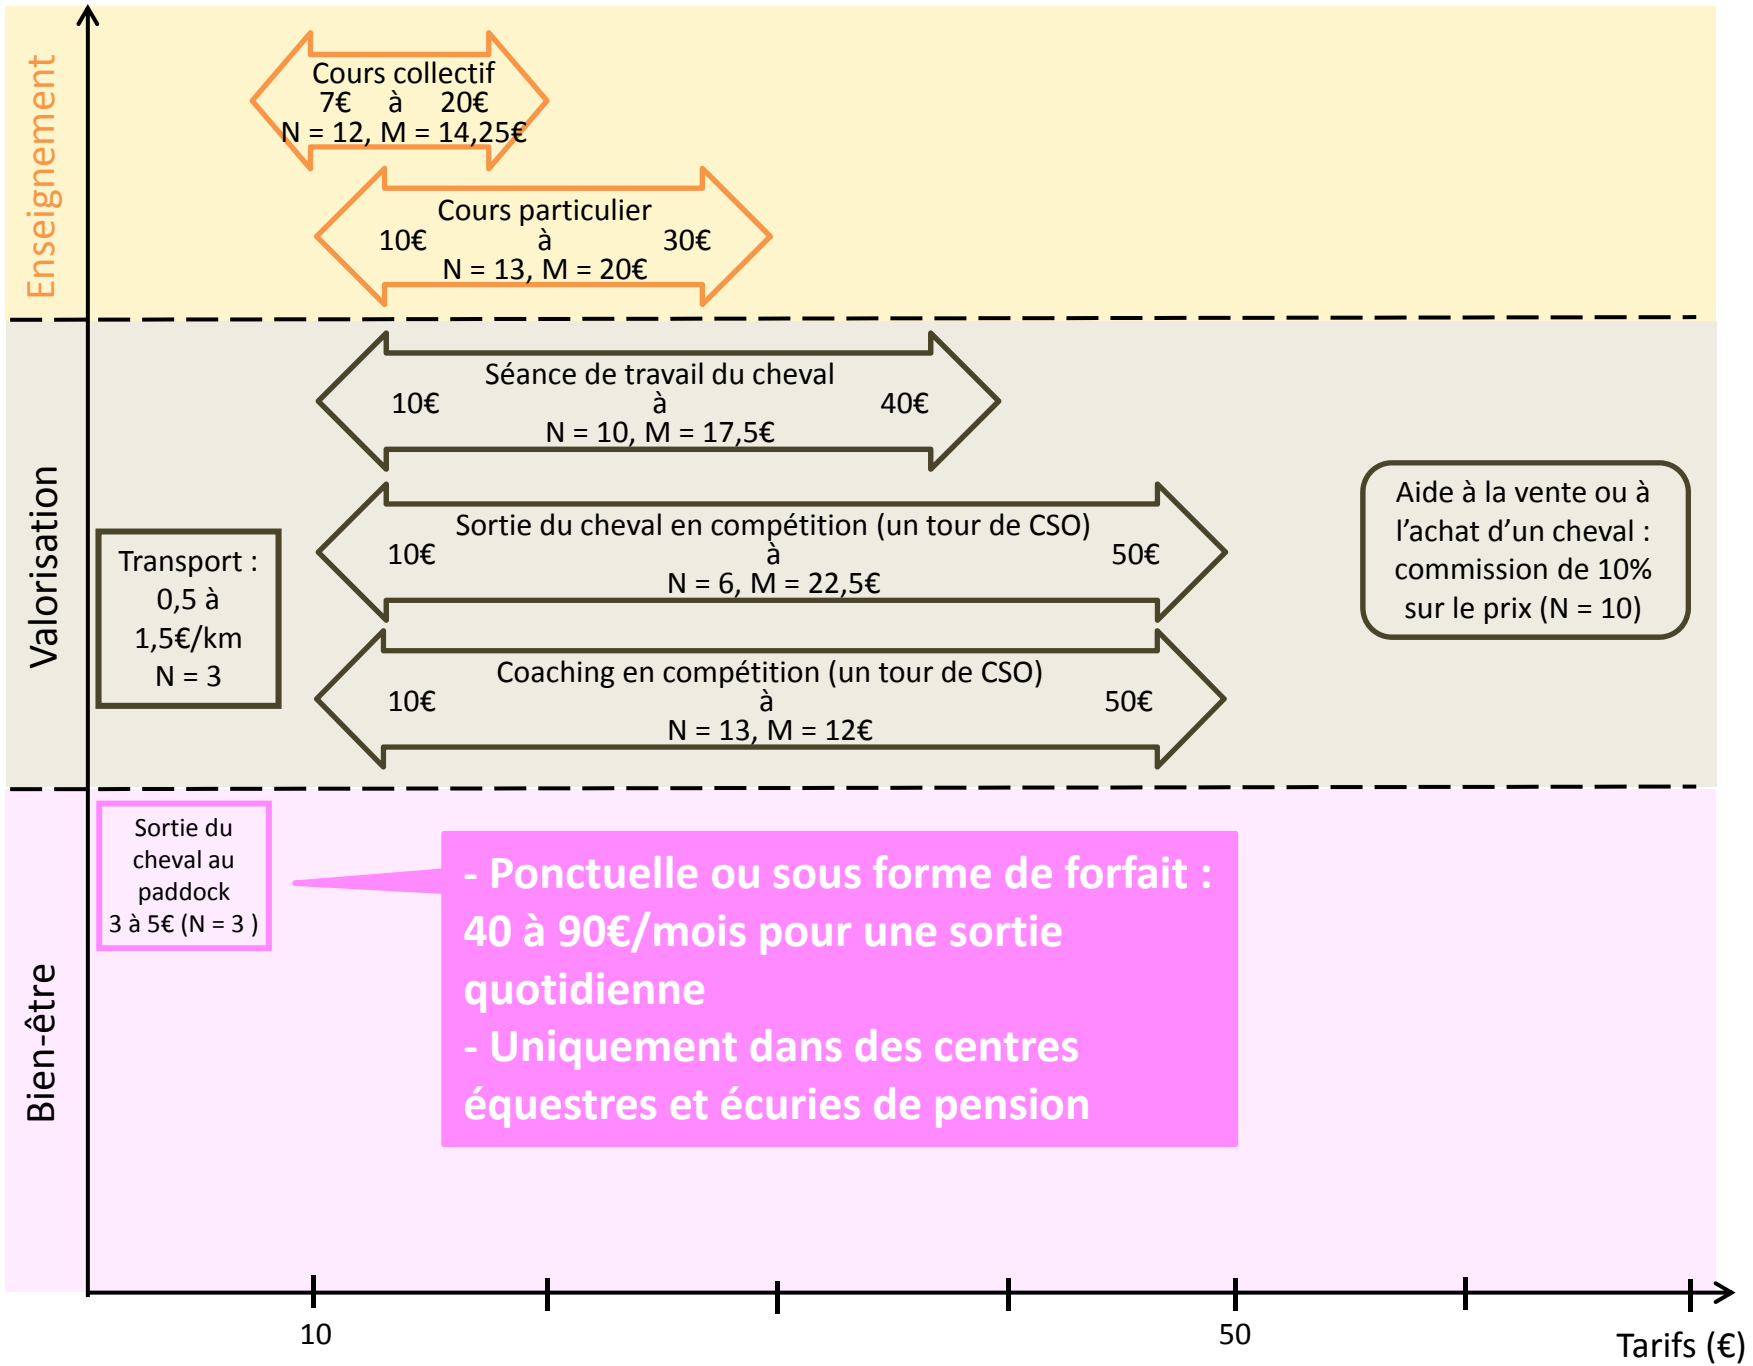 Enseignement
Cours collectif
7€ à 20€
N = 12, M = 14,25€
Cours particulier
10€ à 30€
N = 13, M = 20€
Valorisation
Séance de travail du cheval
10€ à 40€
N = 10, M = 17,5€
Sortie du cheval en compétition (un tour de CSO)
10€ à 50€
N = 6, M = 22,5€
Coaching en compétition (un tour de CSO)
10€ à 50€
N = 13, M = 12€
Transport :
0,5 à
1,5€/km
N = 3
Aide à la vente ou à
l'achat d'un cheval :
commission de 10%
sur le prix (N = 10)
Bien-être
Sortie du
cheval au
paddock
3 à 5€ (N = 3 )
- Ponctuelle ou sous forme de forfait :
40 à 90€/mois pour une sortie
quotidienne
- Uniquement dans des centres
équestres et écuries de pension
10
50
Tarifs (€)